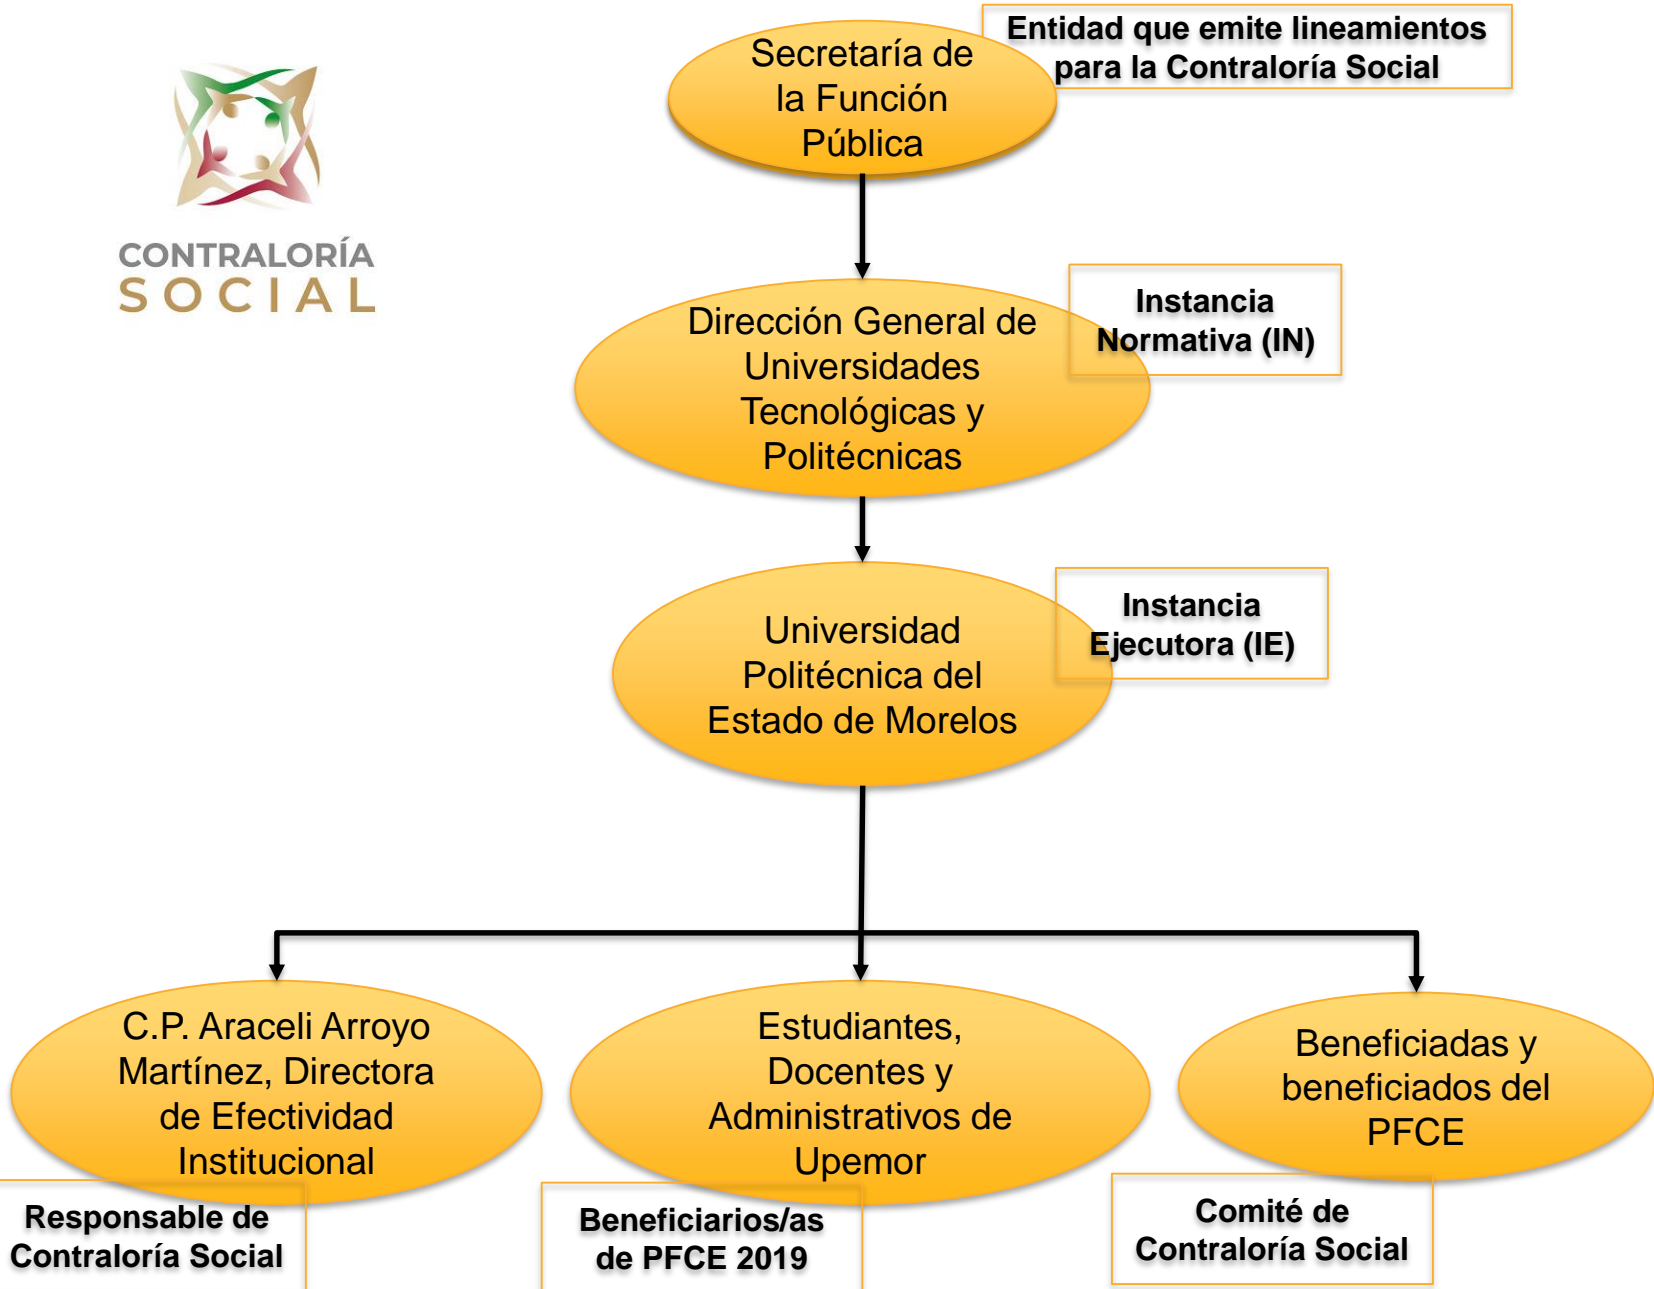 Secretaría de
la Función
Pública
Entidad que emite lineamientos
para la Contraloría Social
CONTRALORÍA
SOCIAL
Dirección General de
Universidades
Tecnológicas y
Politécnicas
Instancia
Normativa (IN)
Universidad
Politécnica del
Estado de Morelos
Instancia
Ejecutora (IE)
C.P. Araceli Arroyo
Martínez, Directora
de Efectividad
Institucional
Responsable de
Contraloría Social
Estudiantes,
Docentes y
Administrativos de
Upemor
Beneficiarios/as
de PFCE 2019
Beneficiadas y
beneficiados del
PFCE
Comité de
Contraloría Social